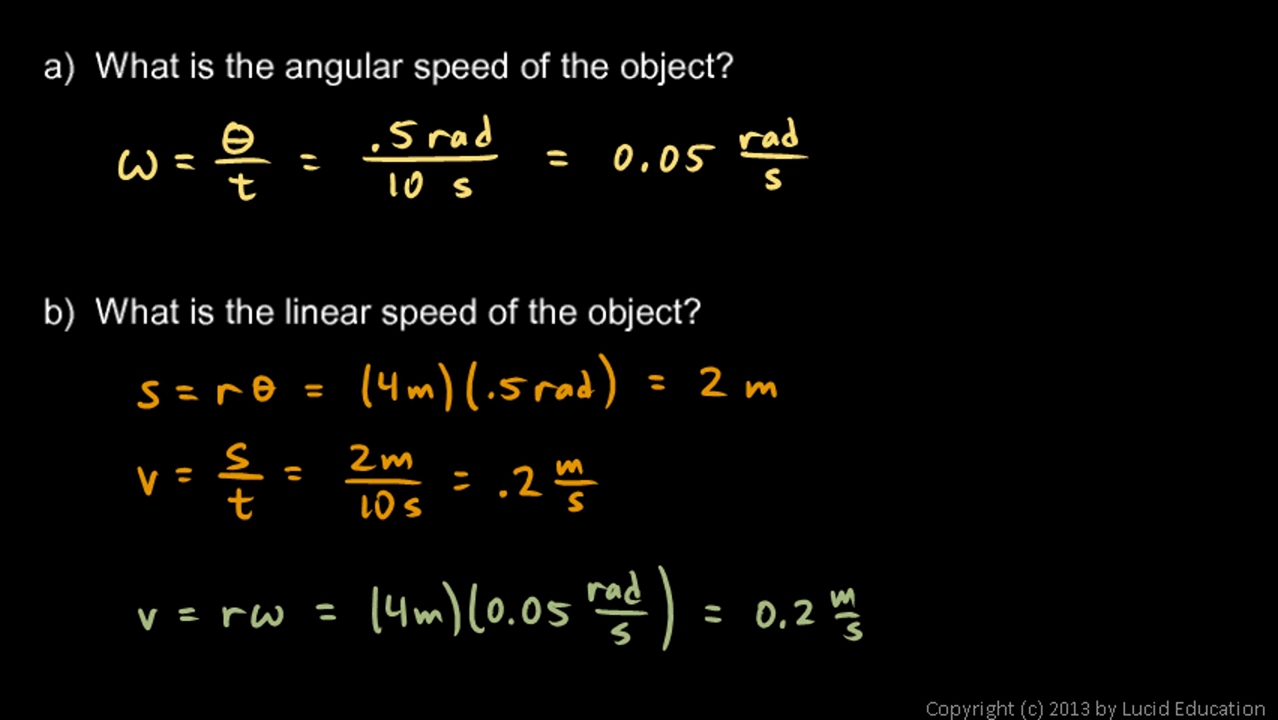 a) What is the angular speed of the object?
ω = θ/t = .5 rad/10 s = 0.05 rad/s
b) What is the linear speed of the object?
s = rθ = (4m)(.5 rad) = 2 m
v = s/t = 2m/10s = .2 m/s
v = rω = (4m)(0.05 rad/s) = 0.2 m/s
Copyright (c) 2013 by Lucid Education